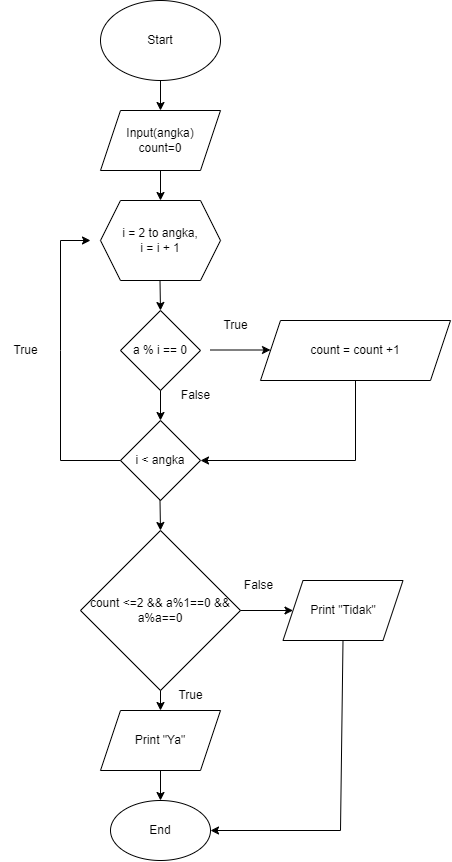 Start
Input(angka)
count=0
i = 2 to angka,
i = i + 1
True
a % i == 0
True
count = count +1
False
i < angka
count <=2 && a%1==0 &&
a%a==0
False
Print "Tidak"
True
Print "Ya"
End